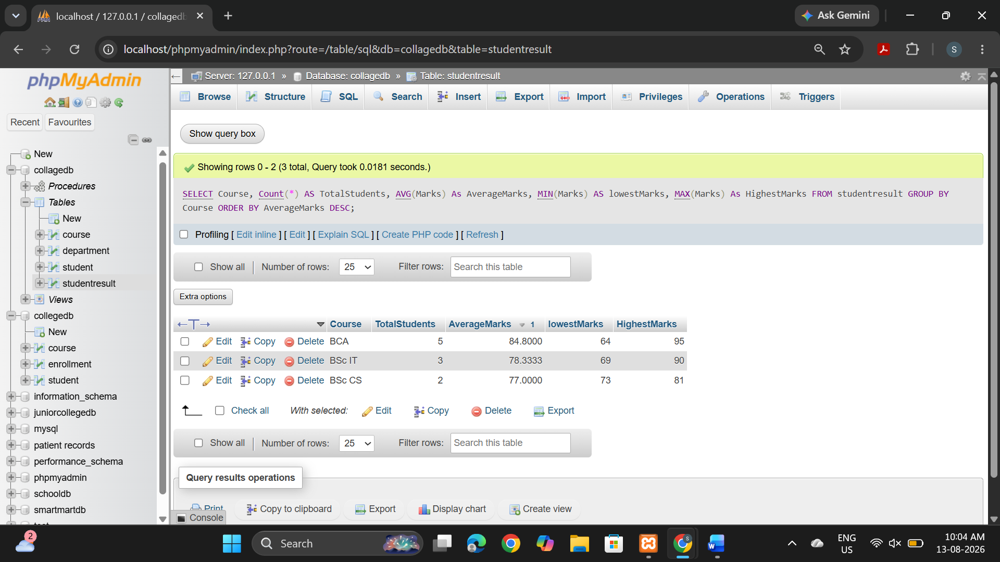 localhost / 127.0.0.1 / collagedb
Ask Gemini
localhost/phpmyadmin/index.php?route=/table/sql&db=collagedb&table=studentresult
S
phpMyAdmin
Recent Favourites
New
collagedb
Procedures
Tables
New
course
department
student
studentresult
Views
collegedb
New
course
enrollment
student
information_schema
juniorcollegedb
mysql
patient records
performance_schema
phpmyadmin
schooldb
smartmartdb
Server: 127.0.0.1 » Database: collagedb » Table: studentresult
Browse Structure SQL Search Insert Export Import Privileges Operations Triggers
Show query box
Showing rows 0 - 2 (3 total, Query took 0.0181 seconds.)
SELECT Course, Count(*) AS TotalStudents, AVG(Marks) As AverageMarks, MIN(Marks) AS lowestMarks, MAX(Marks) As HighestMarks FROM studentresult GROUP BY
Course ORDER BY AverageMarks DESC;
Profiling [ Edit inline ] [ Edit ] [ Explain SQL ] [ Create PHP code ] [ Refresh ]
Show all | Number of rows: 25 Filter rows: Search this table
Extra options
←T→ Course TotalStudents AverageMarks 1 lowestMarks HighestMarks
Edit Copy Delete BCA 5 84.8000 64 95
Edit Copy Delete BSc IT 3 78.3333 69 90
Edit Copy Delete BSc CS 2 77.0000 73 81
Check all With selected: Edit Copy Delete Export
Show all | Number of rows: 25 Filter rows: Search this table
Query results operations
Print Copy to clipboard Export Display chart Create view
Console
2
Search
ENG
US
10:04 AM
13-08-2026